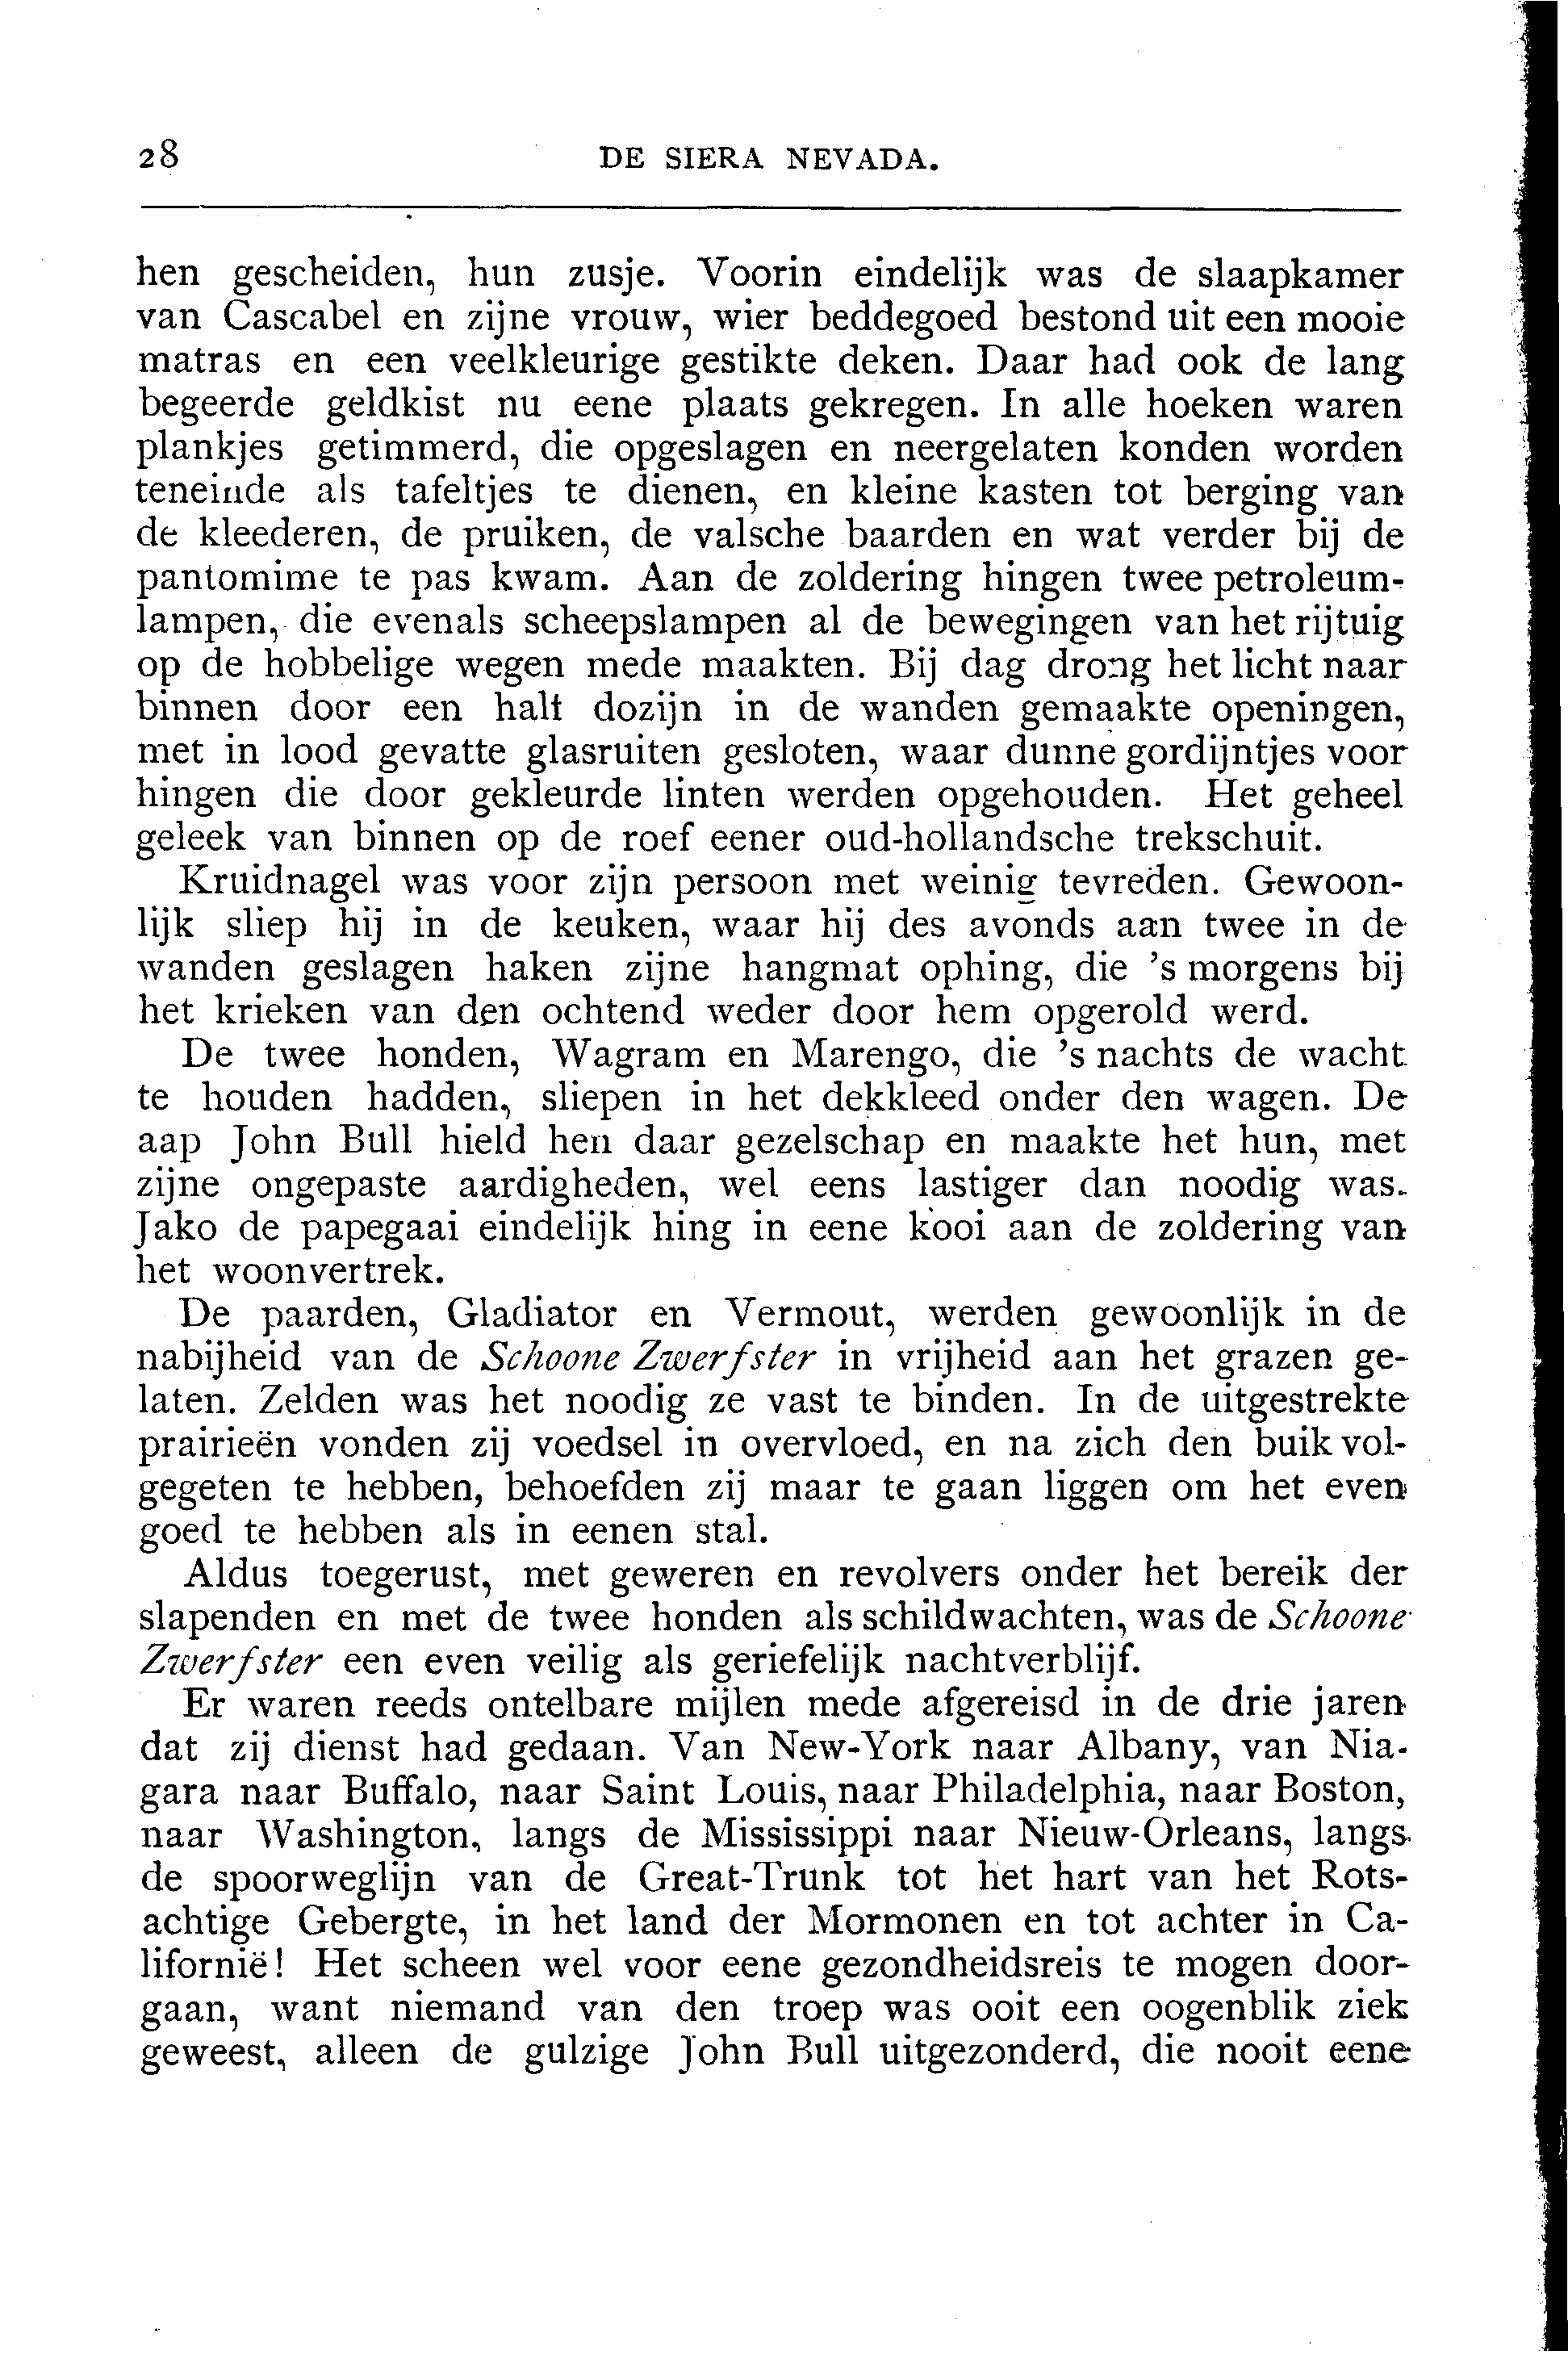 28 DE SIERA NEVADA.
hen gescheiden, hun zusje. Voorin eindelijk was de slaapkamer
van Cascabel en zijne vrouw, wier beddegoed bestond uit een mooie
matras en een veelkleurige gestikte deken. Daar had ook de lang
begeerde geldkist nu eene plaats gekregen. In alle hoeken waren
plankjes getimmerd, die opgeslagen en neergelaten konden worden
teneinde als tafeltjes te dienen, en kleine kasten tot berging van
de kleederen, de pruiken, de valsche baarden en wat verder bij de
pantomime te pas kwam. Aan de zoldering hingen twee petroleum-
lampen, die evenals scheepslampen al de bewegingen van het rijtuig
op de hobbelige wegen mede maakten. Bij dag drong het licht naar
binnen door een half dozijn in de wanden gemaakte openingen,
met in lood gevatte glasruiten gesloten, waar dunne gordijntjes voor
hingen die door gekleurde linten werden opgehouden. Het geheel
geleek van binnen op de roef eener oud-hollandsche trekschuit.
Kruidnagel was voor zijn persoon met weinig tevreden. Gewoon-
lijk sliep hij in de keuken, waar hij des avonds aan twee in de
wanden geslagen haken zijne hangmat ophing, die 's morgens bij
het krieken van den ochtend weder door hem opgerold werd.
De twee honden, Wagram en Marengo, die 's nachts de wacht
te houden hadden, sliepen in het dekkleed onder den wagen. De
aap John Bull hield hen daar gezelschap en maakte het hun, met
zijne ongepaste aardigheden, wel eens lastiger dan noodig was.
Jako de papegaai eindelijk hing in eene kooi aan de zoldering van
het woonvertrek.
De paarden, Gladiator en Vermout, werden gewoonlijk in de
nabijheid van de Schoone Zwerfster in vrijheid aan het grazen ge-
laten. Zelden was het noodig ze vast te binden. In de uitgestrekte
prairieën vonden zij voedsel in overvloed, en na zich den buik vol-
gegeten te hebben, behoefden zij maar te gaan liggen om het even
goed te hebben als in eenen stal.
Aldus toegerust, met geweren en revolvers onder het bereik der
slapenden en met de twee honden als schildwachten, was de Schoone
Zwerfster een even veilig als geriefelijk nachtverblijf.
Er waren reeds ontelbare mijlen mede afgereisd in de drie jaren
dat zij dienst had gedaan. Van New-York naar Albany, van Nia-
gara naar Buffalo, naar Saint Louis, naar Philadelphia, naar Boston,
naar Washington, langs de Mississippi naar Nieuw-Orleans, langs
de spoorweglijn van de Great-Trunk tot het hart van het Rots-
achtige Gebergte, in het land der Mormonen en tot achter in Ca-
lifornië! Het scheen wel voor eene gezondheidsreis te mogen door-
gaan, want niemand van den troep was ooit een oogenblik ziek
geweest, alleen de gulzige John Bull uitgezonderd, die nooit eene